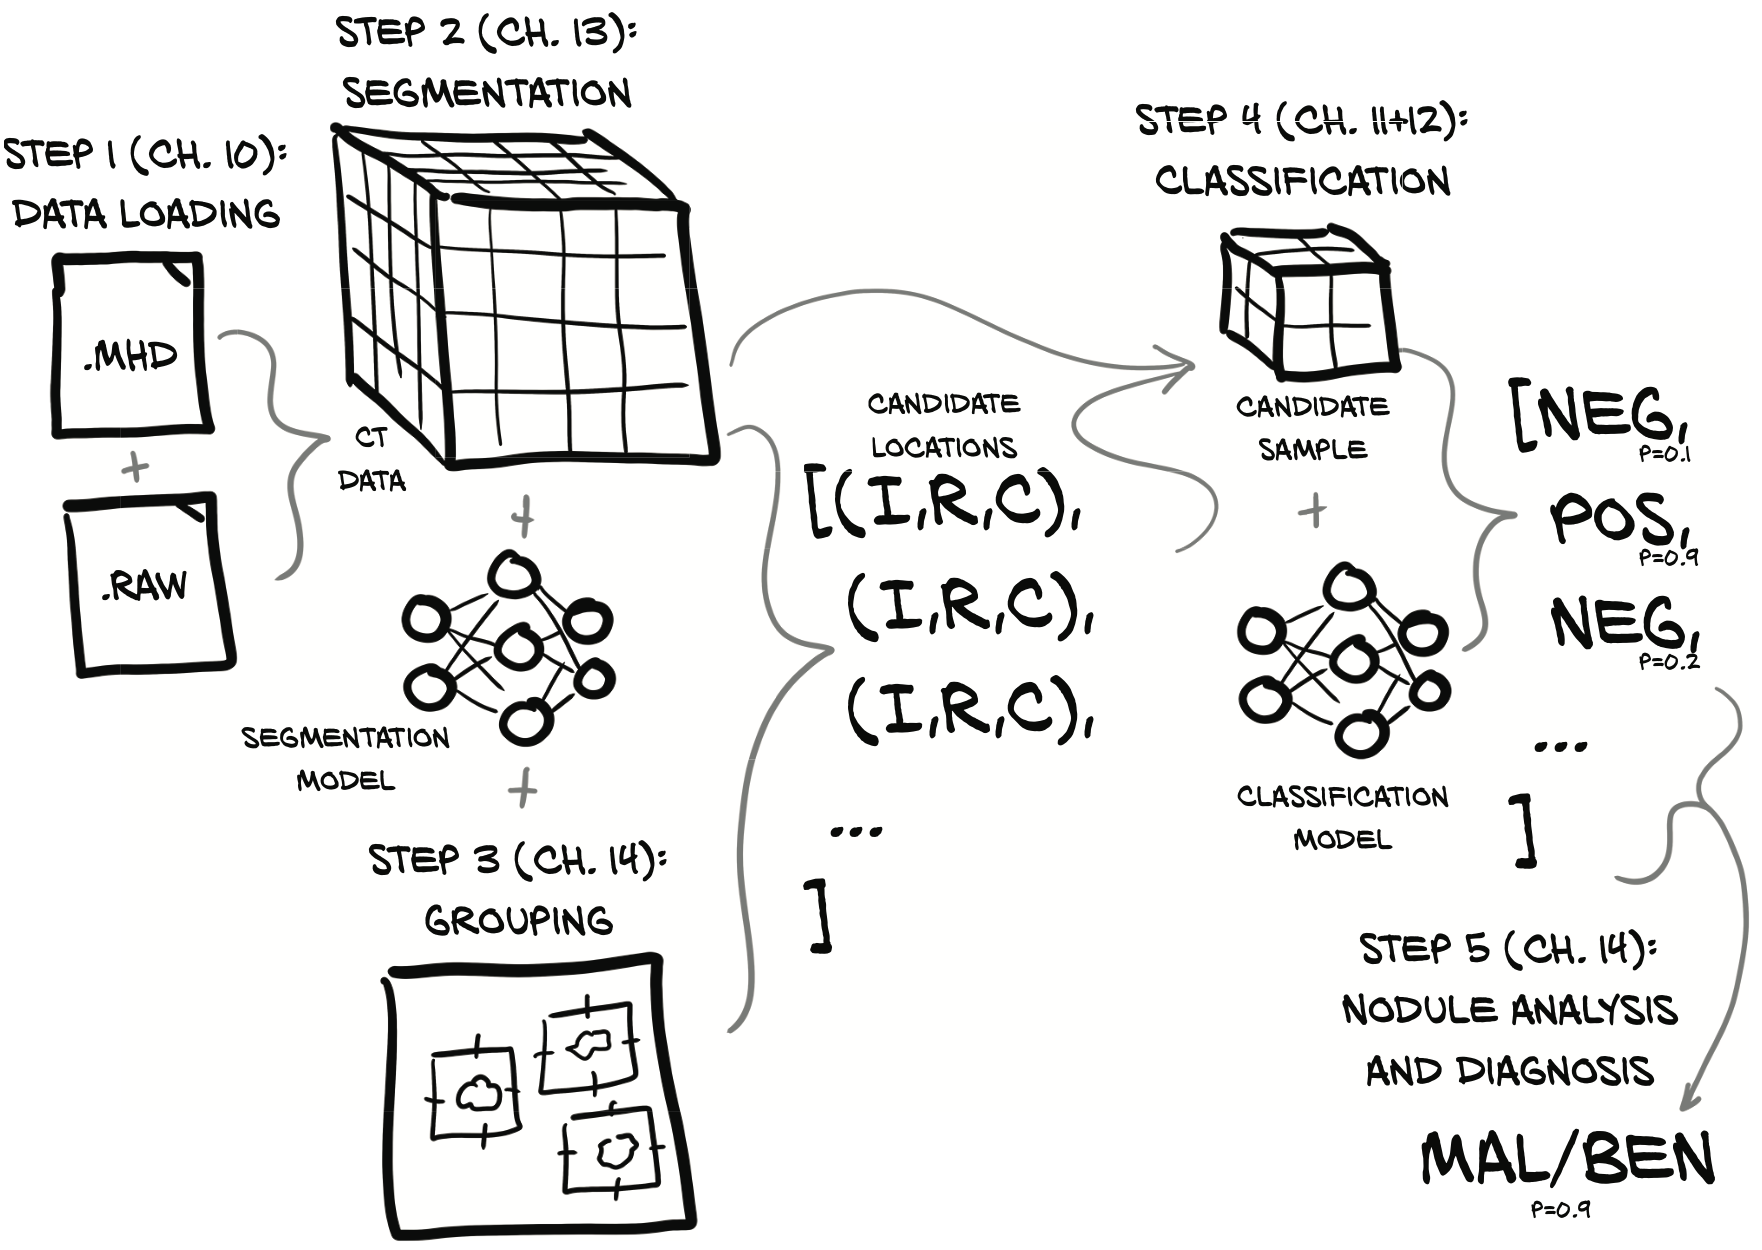 STEP 1 (CH. 10):
DATA LOADING
.MHD
+
.RAW
STEP 2 (CH. 13):
SEGMENTATION
CT
DATA
+
SEGMENTATION
MODEL
+
STEP 3 (CH. 14):
GROUPING
CANDIDATE
LOCATIONS
[(I,R,C),
(I,R,C),
(I,R,C),
...
]
STEP 4 (CH. 11+12):
CLASSIFICATION
CANDIDATE
SAMPLE
+
CLASSIFICATION
MODEL
[NEG,
P=0.1
POS,
P=0.9
NEG,
P=0.2
...
]
STEP 5 (CH. 14):
NODULE ANALYSIS
AND DIAGNOSIS
MAL/BEN
P=0.9